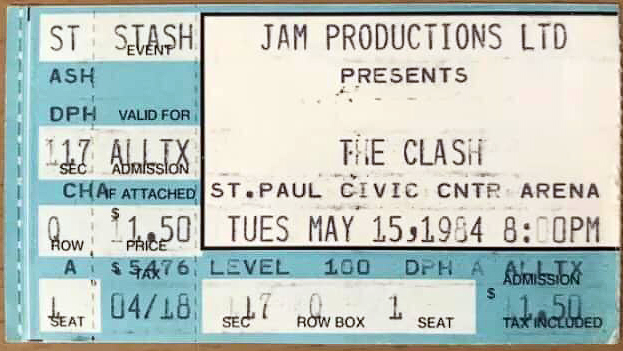 ST STASH
EVENT
ASH
DPH VALID FOR
117 ALLTX
SEC ADMISSION
CHA IF ATTACHED
Q $ 11.50
ROW PRICE
A $ 5476
TAX
1 04/18
SEAT
JAM PRODUCTIONS LTD
PRESENTS
THE CLASH
ST.PAUL CIVIC CNTR ARENA
TUES MAY 15,1984 8:00PM
LEVEL 100 DPH A ALLTX
ADMISSION
117 Q 1 $ 11.50
SEC ROW BOX SEAT TAX INCLUDED